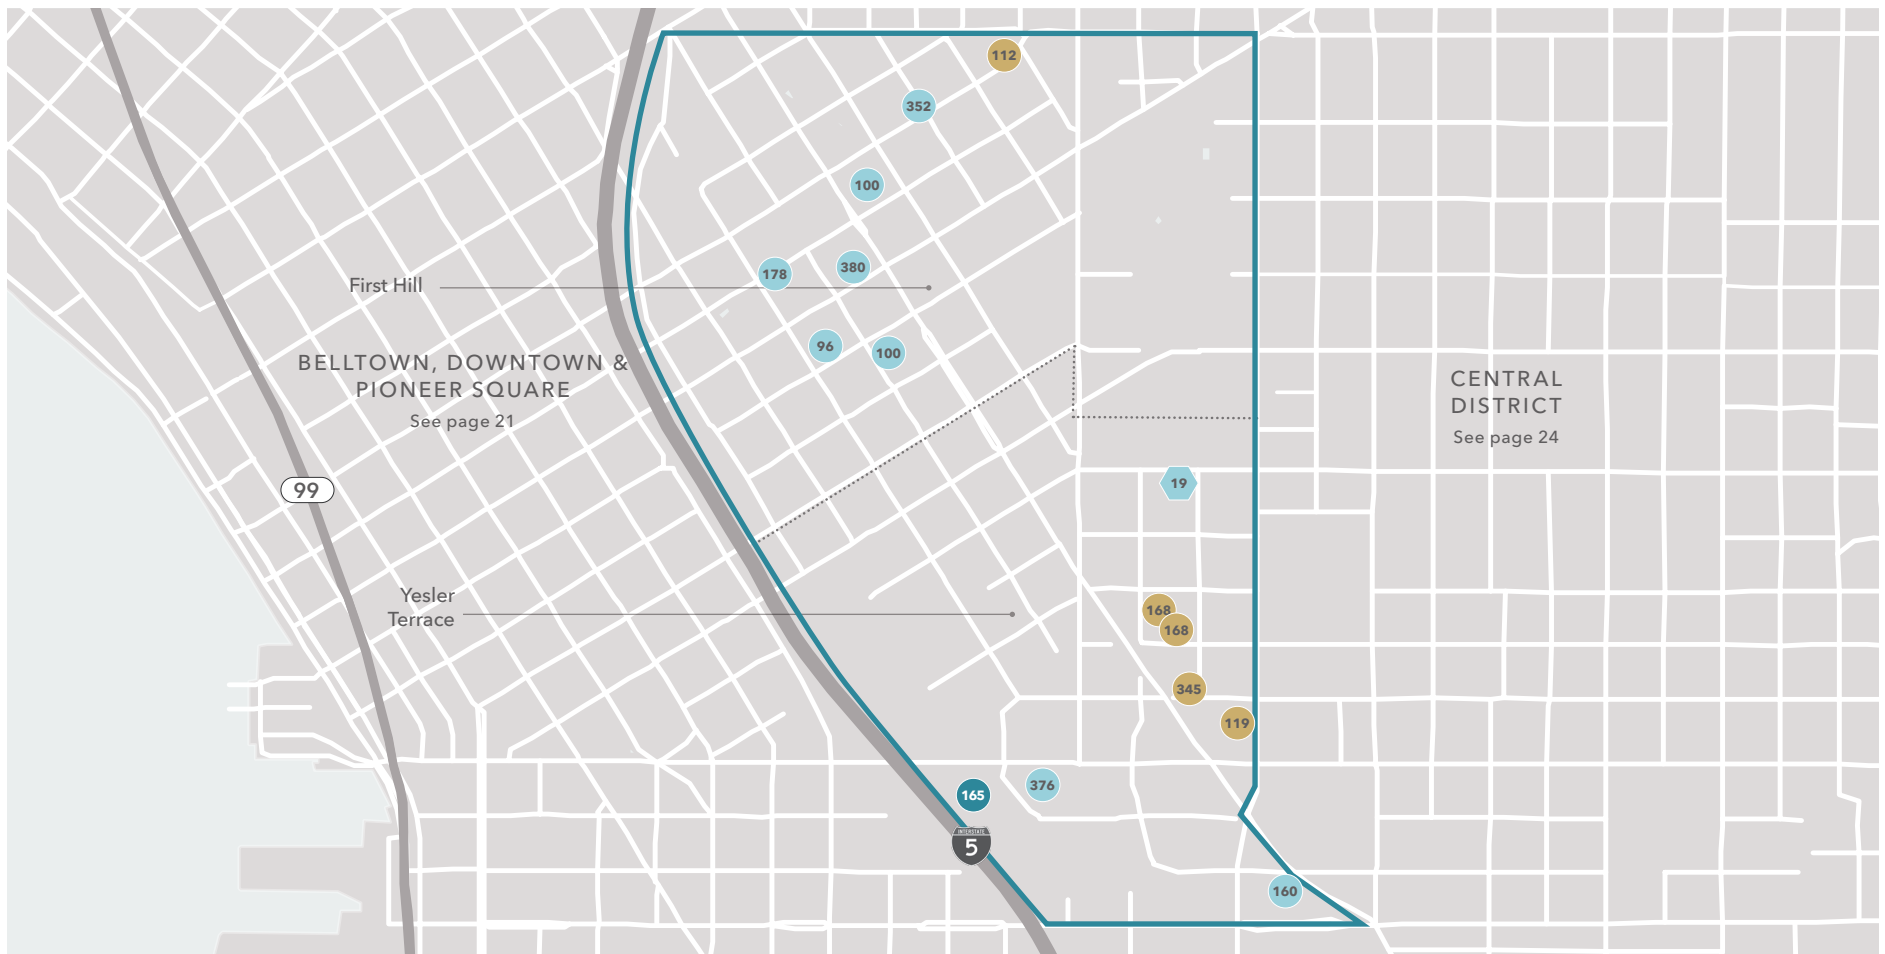 112
352
100
178
380
First Hill
96
100
BELLTOWN, DOWNTOWN &
PIONEER SQUARE
See page 21
CENTRAL
DISTRICT
See page 24
99
19
Yesler
Terrace
168
168
345
119
165
376
INTERSTATE
5
160